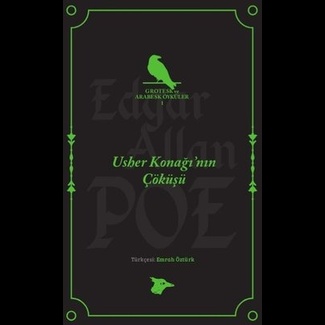 GROTESK ve
ARABESK ÖYKÜLER
1
Edgar
Allan
POE
Usher Konağı'nın
Çöküşü
Türkçesi: Emrah Öztürk